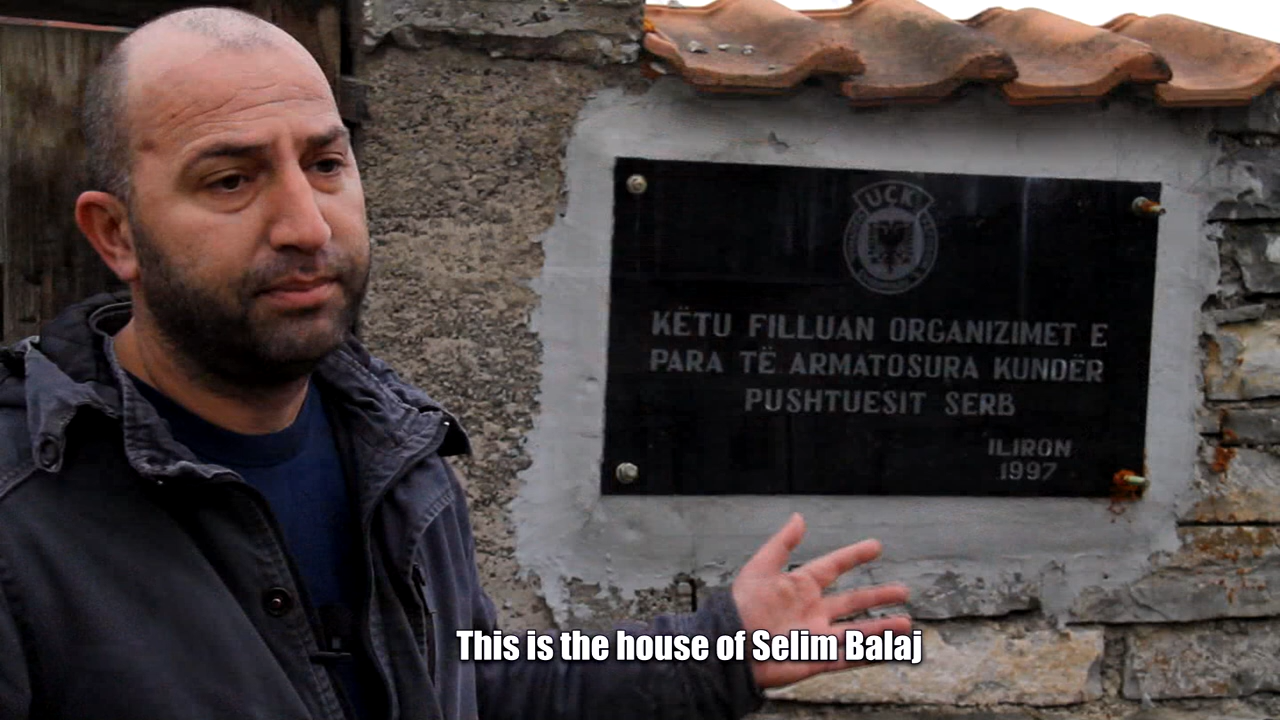 UÇK
KËTU FILLUAN ORGANIZIMET E
PARA TË ARMATOSURA KUNDËR
PUSHTUESIT SERB
ILIRON
1997
This is the house of Selim Balaj